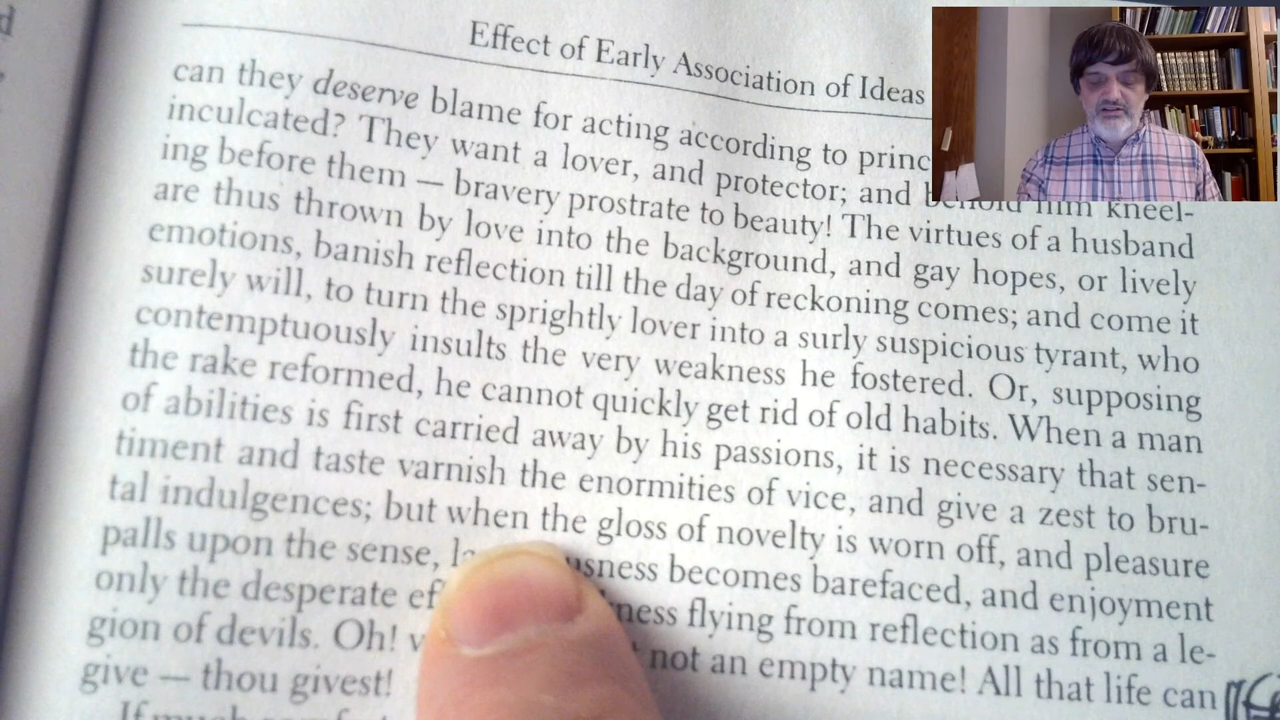 Effect of Early Association of Ideas
can they deserve blame for acting according to princ
inculcated? They want a lover, and protector; and behold him kneel-
ing before them — bravery prostrate to beauty! The virtues of a husband
are thus thrown by love into the background, and gay hopes, or lively
emotions, banish reflection till the day of reckoning comes; and come it
surely will, to turn the sprightly lover into a surly suspicious tyrant, who
contemptuously insults the very weakness he fostered. Or, supposing
the rake reformed, he cannot quickly get rid of old habits. When a man
of abilities is first carried away by his passions, it is necessary that sen-
timent and taste varnish the enormities of vice, and give a zest to bru-
tal indulgences; but when the gloss of novelty is worn off, and pleasure
palls upon the sense, usness becomes barefaced, and enjoyment
only the desperate ef ness flying from reflection as from a le-
gion of devils. Oh! not an empty name! All that life can
give — thou givest!
If much